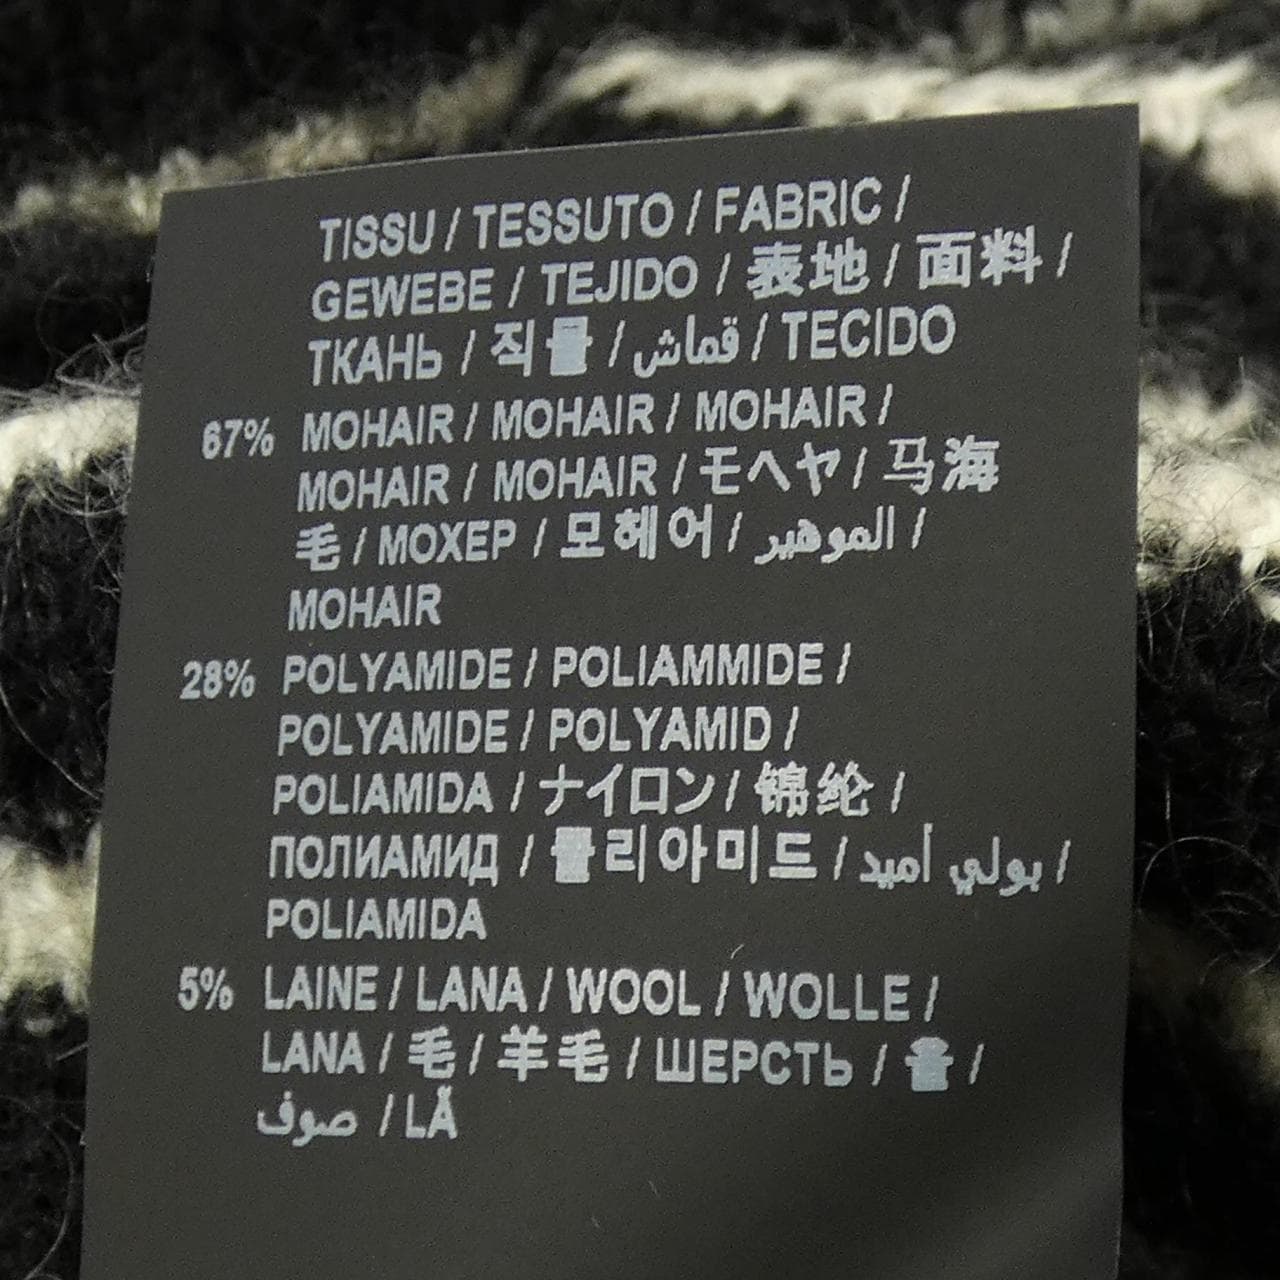 TISSU / TESSUTO / FABRIC /
GEWEBE / TEJIDO / 表地 / 面料 /
ТКАНЬ / 직물 / قماش / TECIDO
67% MOHAIR / MOHAIR / MOHAIR /
MOHAIR / MOHAIR / モヘヤ / 马海
毛 / МОХЕР / 모헤어 / الموهير /
MOHAIR
28% POLYAMIDE / POLIAMMIDE /
POLYAMIDE / POLYAMID /
POLIAMIDA / ナイロン / 锦纶 /
ПОЛИАМИД / 폴리아미드 / بولي أميد /
POLIAMIDA
5% LAINE / LANA / WOOL / WOLLE /
LANA / 毛 / 羊毛 / ШЕРСТЬ / 울 /
صوف / LÃ